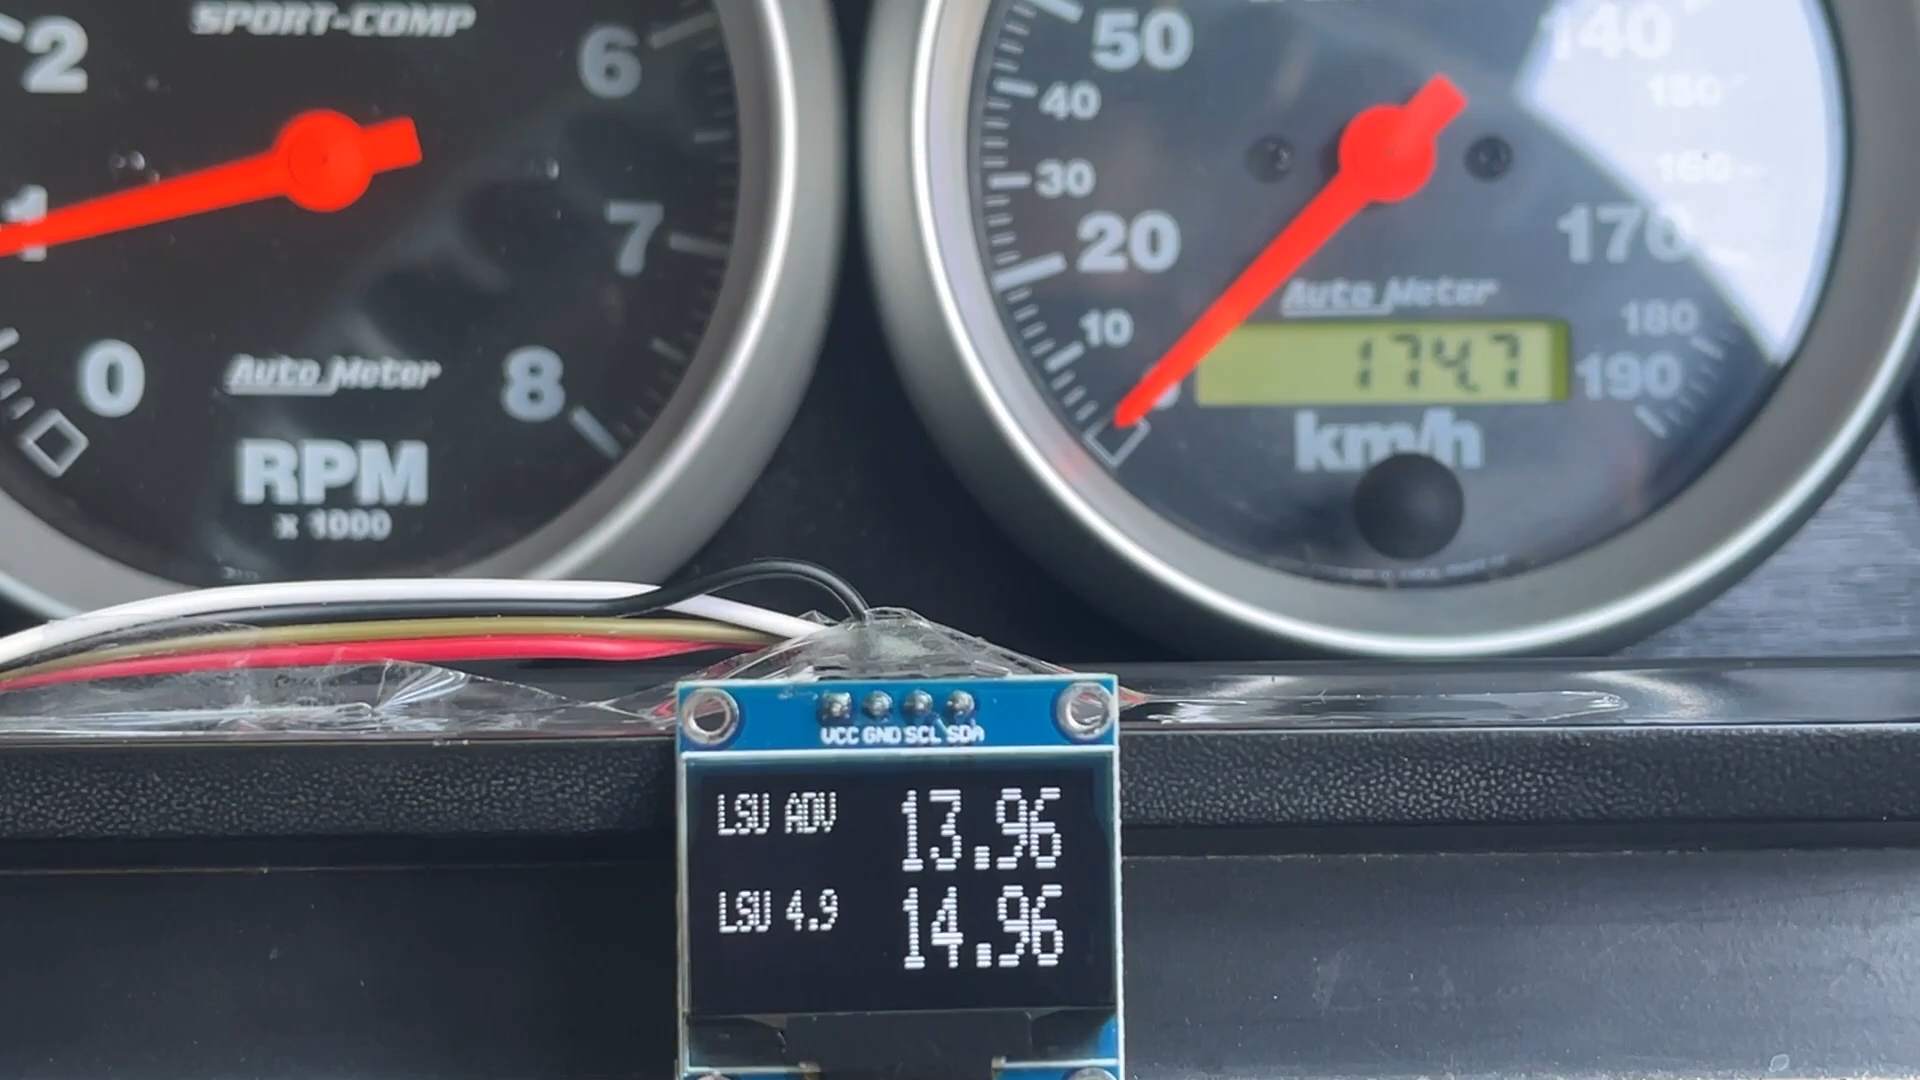 SPORT-COMP
2
6
1
7
0
8
Auto Meter
RPM
x 1000
50
140
40
150
30
160
20
170
10
180
190
Auto Meter
174.7
km/h
VCC GND SCL SDA
LSU ADV 13.96
LSU 4.9 14.96